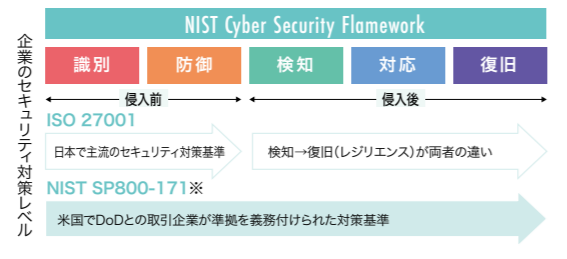 NIST Cyber Security Flamework
企業のセキュリティ対策レベル
識別 防御 検知 対応 復旧
侵入前 侵入後
ISO 27001
日本で主流のセキュリティ対策基準 検知→復旧(レジリエンス)が両者の違い
NIST SP800-171※
米国でDoDとの取引企業が準拠を義務付けられた対策基準